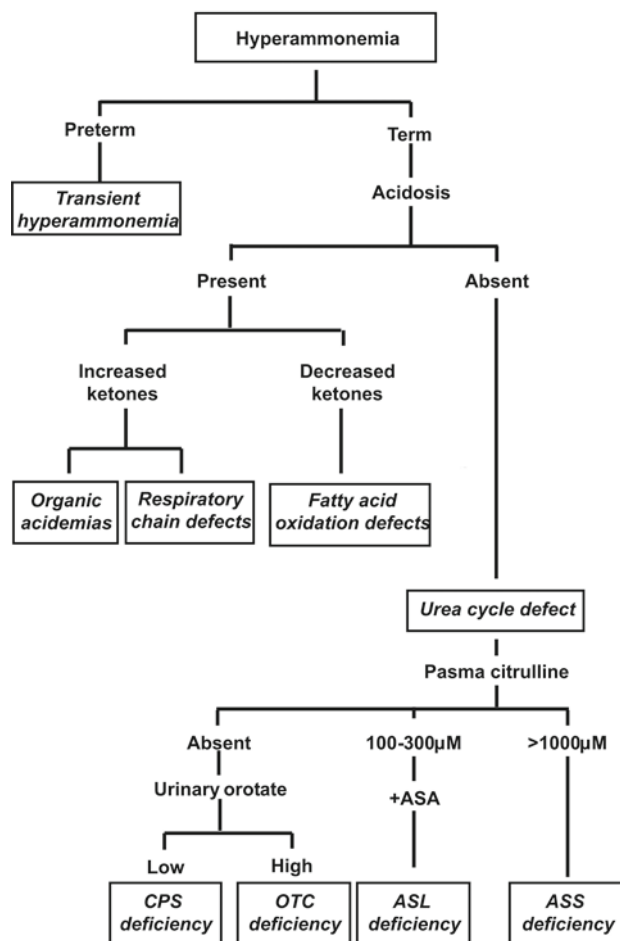 Hyperammonemia
Preterm
Term
Transient
hyperammonemia
Acidosis
Present
Absent
Increased
ketones
Decreased
ketones
Organic
acidemias
Respiratory
chain defects
Fatty acid
oxidation defects
Urea cycle defect
Pasma citrulline
Absent
100-300µM
>1000µM
Urinary orotate
+ASA
Low
High
CPS
deficiency
OTC
deficiency
ASL
deficiency
ASS
deficiency